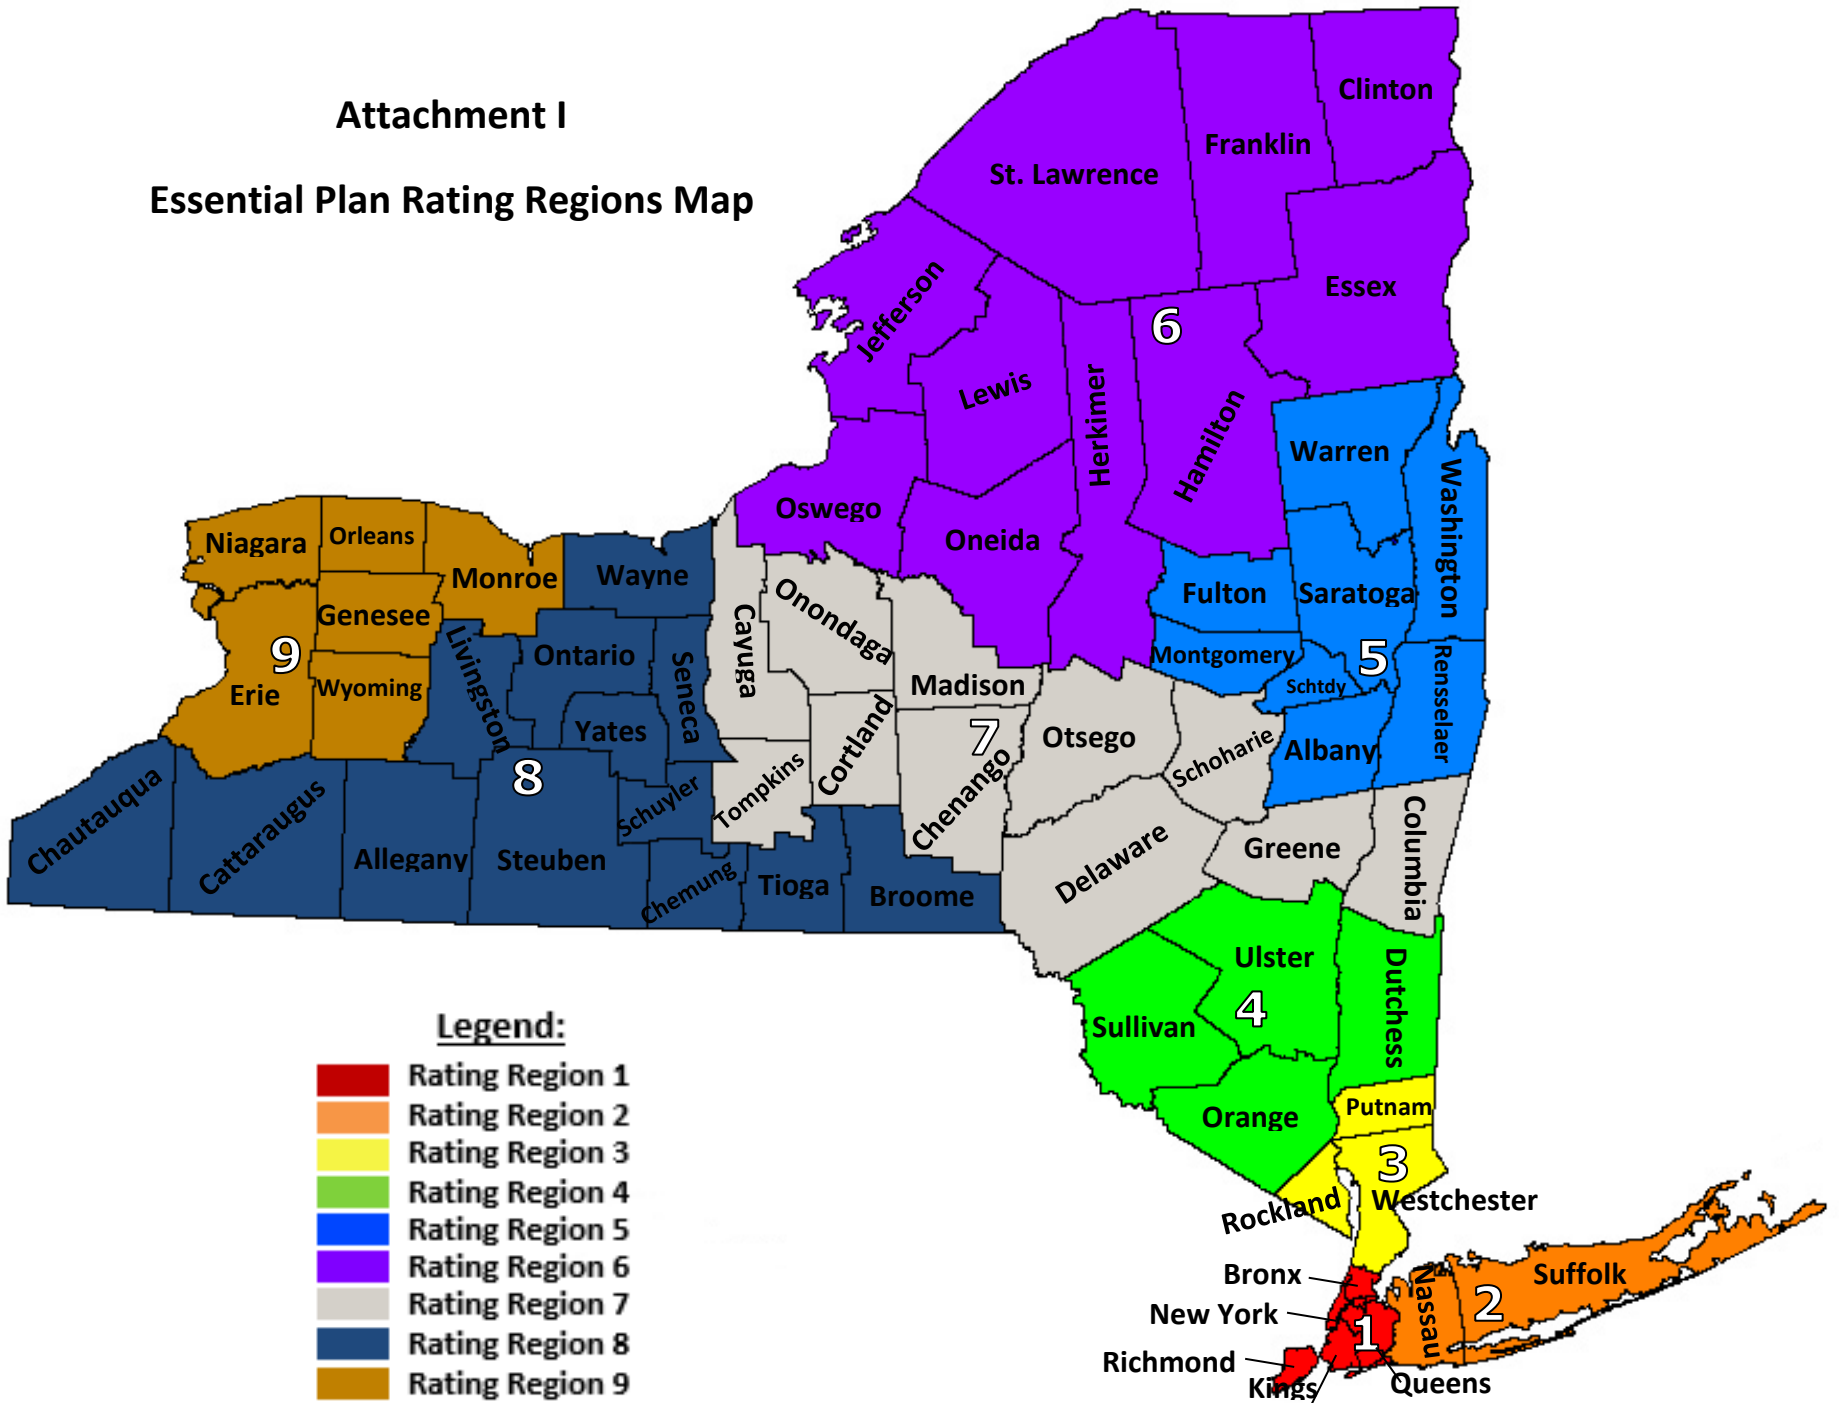 Attachment I
Essential Plan Rating Regions Map
Clinton
Franklin
St. Lawrence
Essex
Jefferson
6
Lewis
Herkimer
Hamilton
Warren
Washington
Oswego
Oneida
Niagara
Orleans
Monroe
Wayne
Genesee
Cayuga
Onondaga
Fulton
Saratoga
9
Erie
Wyoming
Livingston
Ontario
Seneca
Yates
Madison
Montgomery
5
Schtdy
Rensselaer
Albany
Cortland
7
Chenango
Otsego
Schoharie
8
Chautauqua
Cattaraugus
Allegany
Steuben
Schuyler
Tompkins
Chemung
Tioga
Broome
Delaware
Greene
Columbia
Ulster
4
Dutchess
Sullivan
Orange
Putnam
3
Westchester
Rockland
Bronx
New York
1
Richmond
Kings
Queens
Nassau
2
Suffolk
Legend:
Rating Region 1
Rating Region 2
Rating Region 3
Rating Region 4
Rating Region 5
Rating Region 6
Rating Region 7
Rating Region 8
Rating Region 9